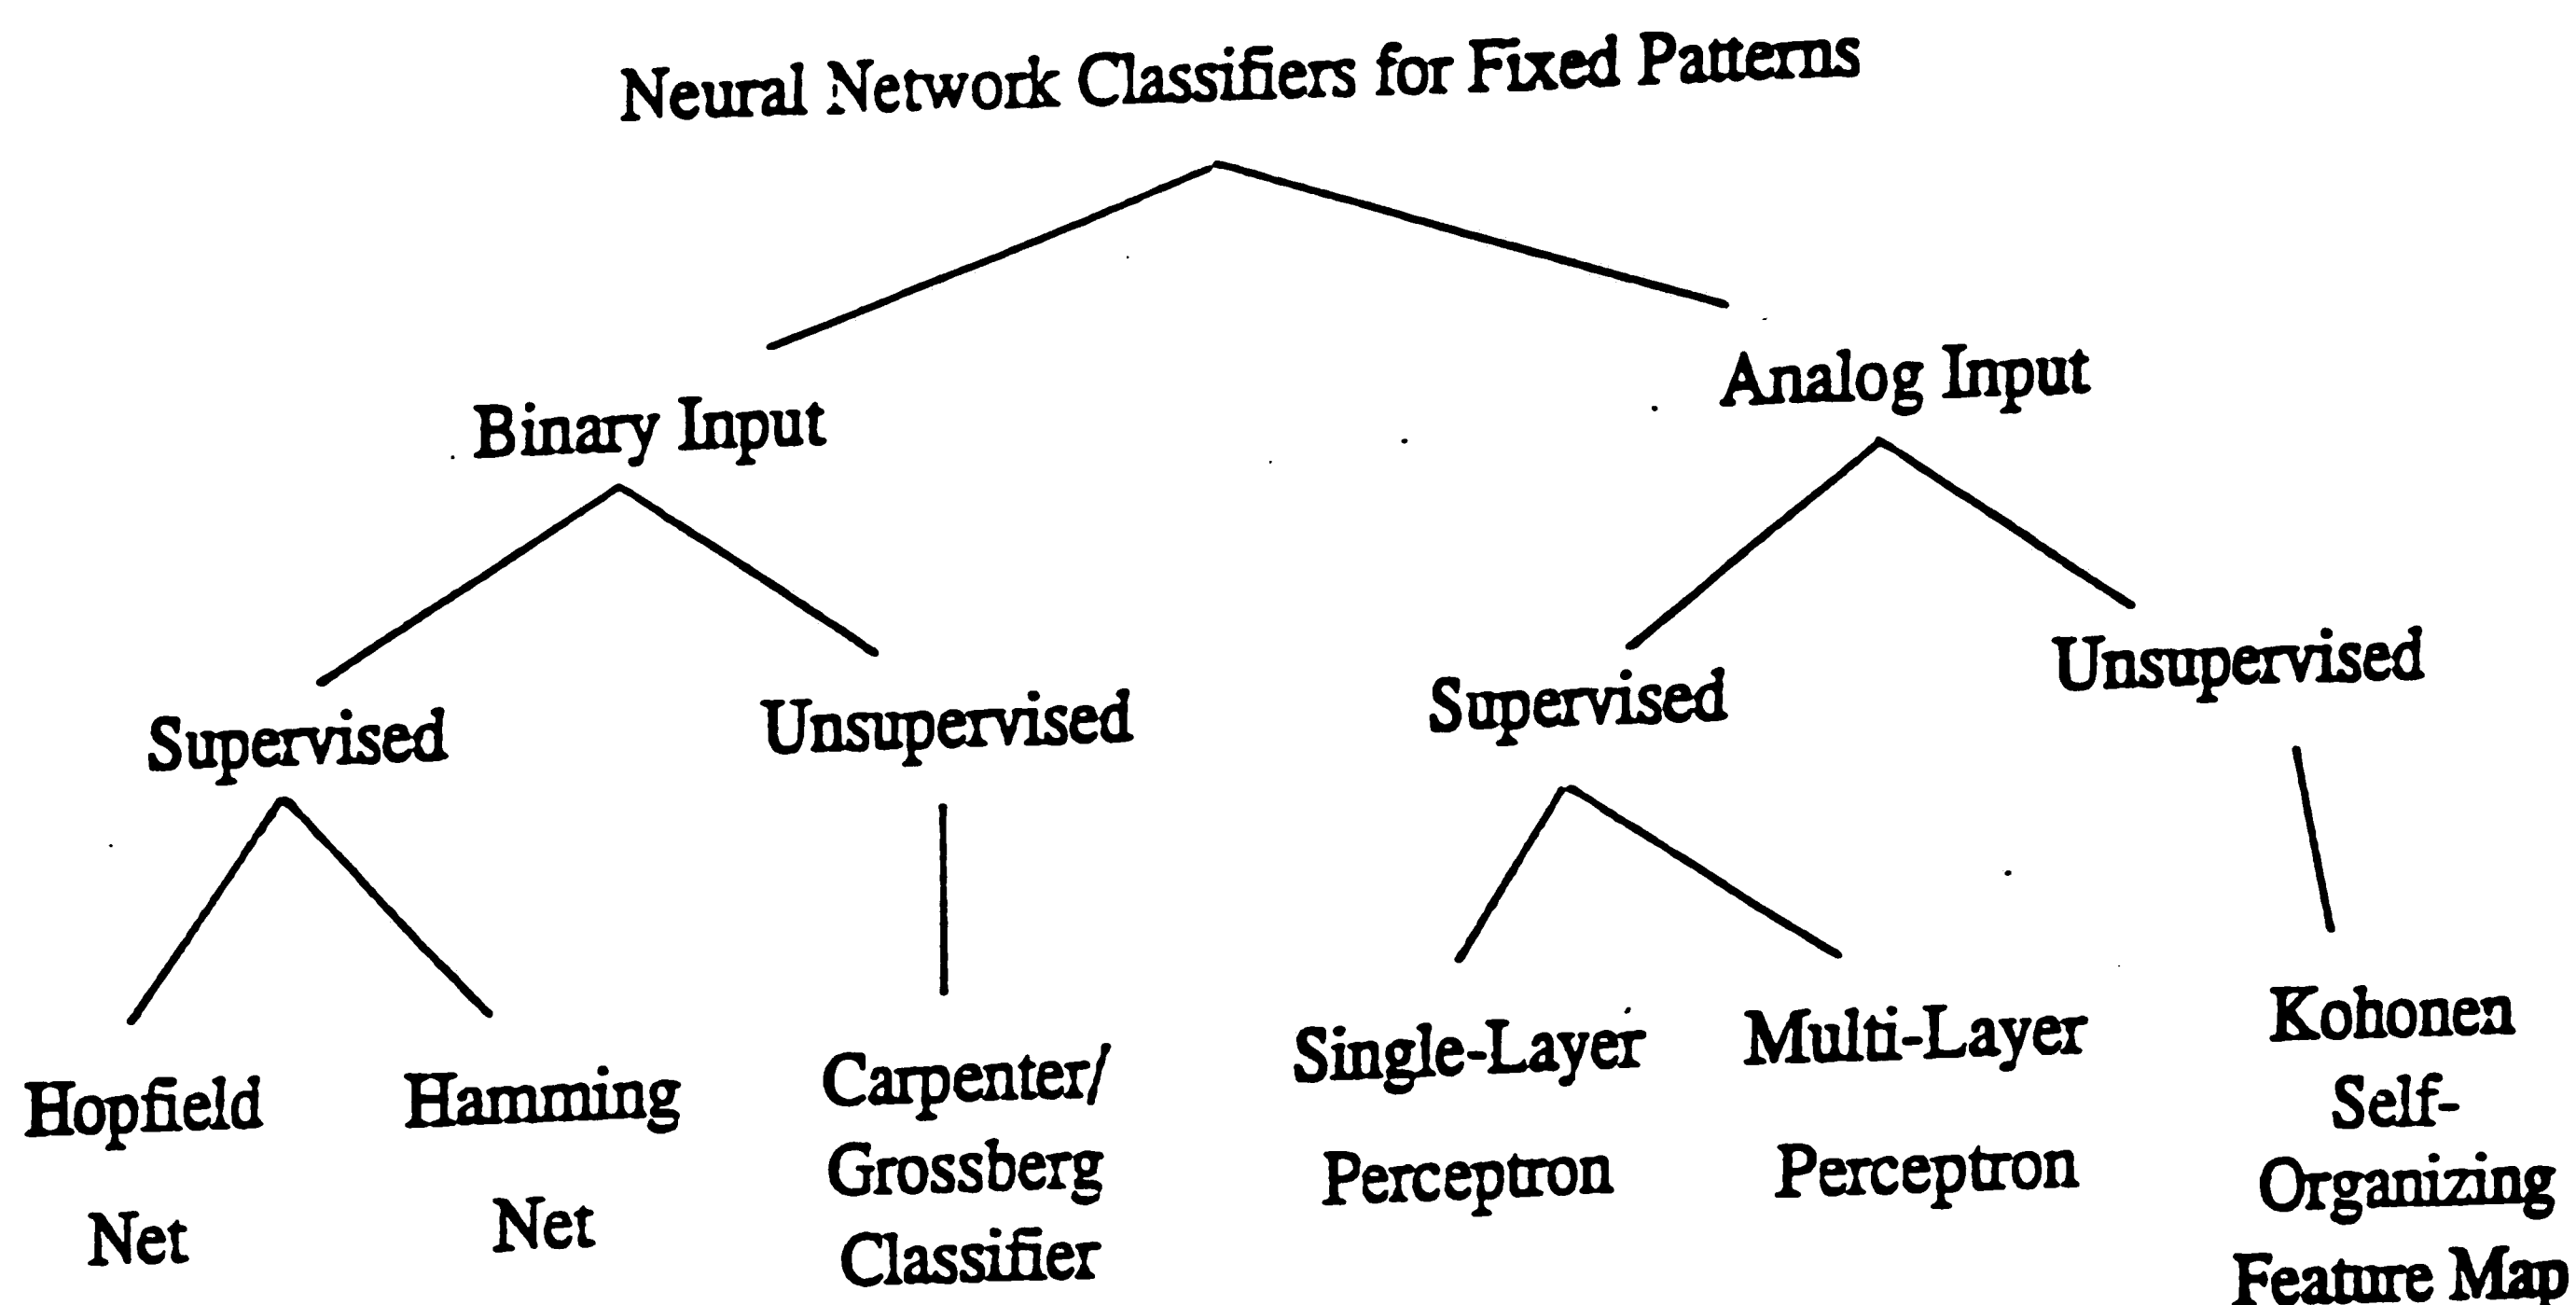 Neural Network Classifiers for Fixed Patterns
Binary Input
Analog Input
Supervised
Unsupervised
Supervised
Unsupervised
Hopfield
Net
Hamming
Net
Carpenter/
Grossberg
Classifier
Single-Layer
Perceptron
Multi-Layer
Perceptron
Kohonen
Self-
Organizing
Feature Map